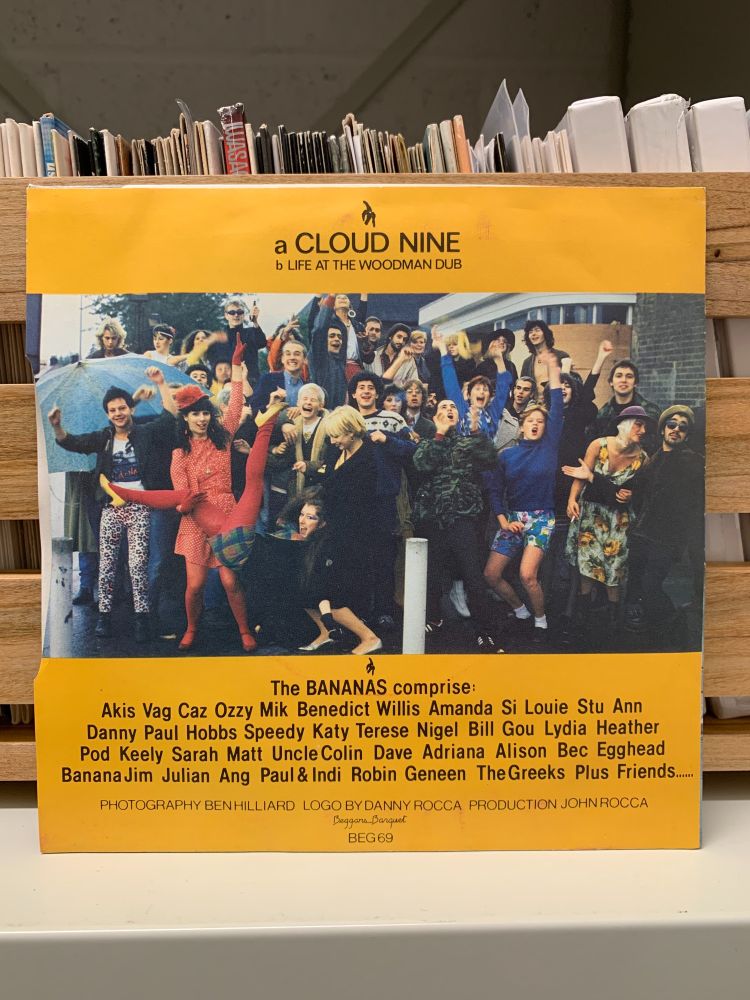 a CLOUD NINE
b LIFE AT THE WOODMAN DUB
The BANANAS comprise:
Akis Vag Caz Ozzy Mik Benedict Willis Amanda Si Louie Stu Ann
Danny Paul Hobbs Speedy Katy Terese Nigel Bill Gou Lydia Heather
Pod Keely Sarah Matt Uncle Colin Dave Adriana Alison Bec Egghead
Banana Jim Julian Ang Paul & Indi Robin Geneen The Greeks Plus Friends......
PHOTOGRAPHY BEN HILLIARD LOGO BY DANNY ROCCA PRODUCTION JOHN ROCCA
Beggars Banquet
BEG 69